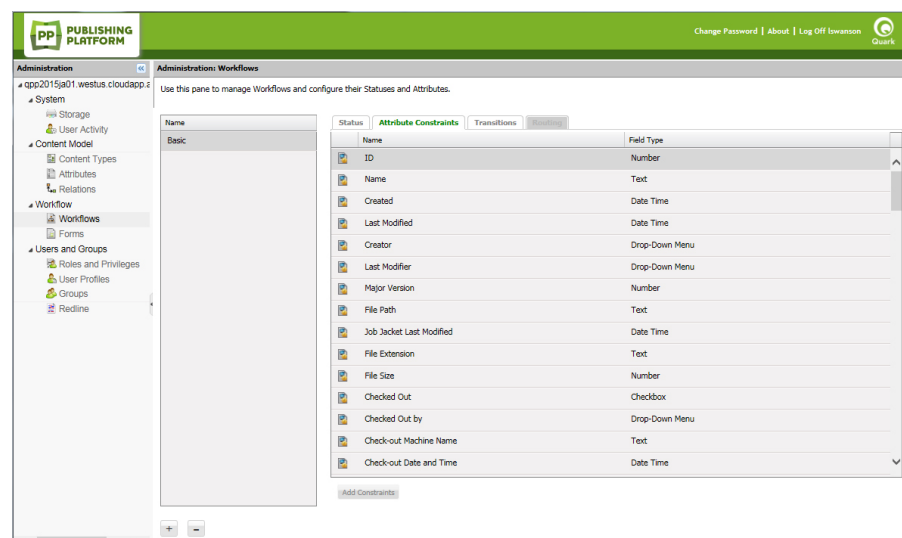 PP PUBLISHING PLATFORM
Change Password | About | Log Off lswanson
Quark
Administration
Administration: Workflows
qpp2015ja01.westus.cloudapp.a
Use this pane to manage Workflows and configure their Statuses and Attributes.
System
Storage
User Activity
Content Model
Content Types
Attributes
Relations
Workflow
Workflows
Forms
Users and Groups
Roles and Privileges
User Profiles
Groups
Redline
Name
Basic
Status Attribute Constraints Transitions Routing
Name Field Type
ID Number
Name Text
Created Date Time
Last Modified Date Time
Creator Drop-Down Menu
Last Modifier Drop-Down Menu
Major Version Number
File Path Text
Job Jacket Last Modified Date Time
File Extension Text
File Size Number
Checked Out Checkbox
Checked Out by Drop-Down Menu
Check-out Machine Name Text
Check-out Date and Time Date Time
Add Constraints
+ -